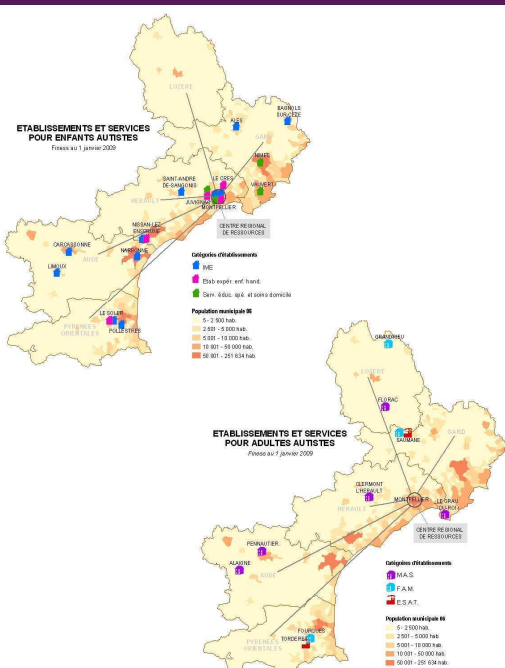 LOZERE
BAGNOLS
SUR-CEZE
ALES
ETABLISSEMENTS ET SERVICES
POUR ENFANTS AUTISTES
Finess au 1 janvier 2009
GARD
NIMES
SAINT-ANDRE
DE-SANGONIS
LE CRES
VAUVERT
HERAULT
JUVIGNAC
MONTPELLIER
CENTRE REGIONAL
DE RESSOURCES
NISSAN-LEZ
ENSERUNE
CARCASSONNE
NARBONNE
AUDE
LIMOUX
Catégories d'établissements
IME
Etab expér. enf. hand.
Serv. éduc. spé. et soins domicile
Population municipale 06
5 - 2 500 hab.
2 501 - 5 000 hab.
5 001 - 10 000 hab.
10 001 - 50 000 hab.
50 001 - 251 634 hab.
LE SOLER
PYRENEES
ORIENTALES
POLLESTRES
GRANDRIEU
LOZERE
FLORAC
ETABLISSEMENTS ET SERVICES
POUR ADULTES AUTISTES
Finess au 1 janvier 2009
SAUMANE
GARD
CLERMONT
L'HERAULT
MONTPELLIER
LE GRAU
DU-ROI
HERAULT
CENTRE REGIONAL
DE RESSOURCES
PENNAUTIER
ALAIRAC
AUDE
Catégories d'établissements
M.A.S.
F.A.M.
E.S.A.T.
Population municipale 06
5 - 2 500 hab.
2 501 - 5 000 hab.
5 001 - 10 000 hab.
10 001 - 50 000 hab.
50 001 - 251 634 hab.
FOURQUES
PYRENEES
ORIENTALES